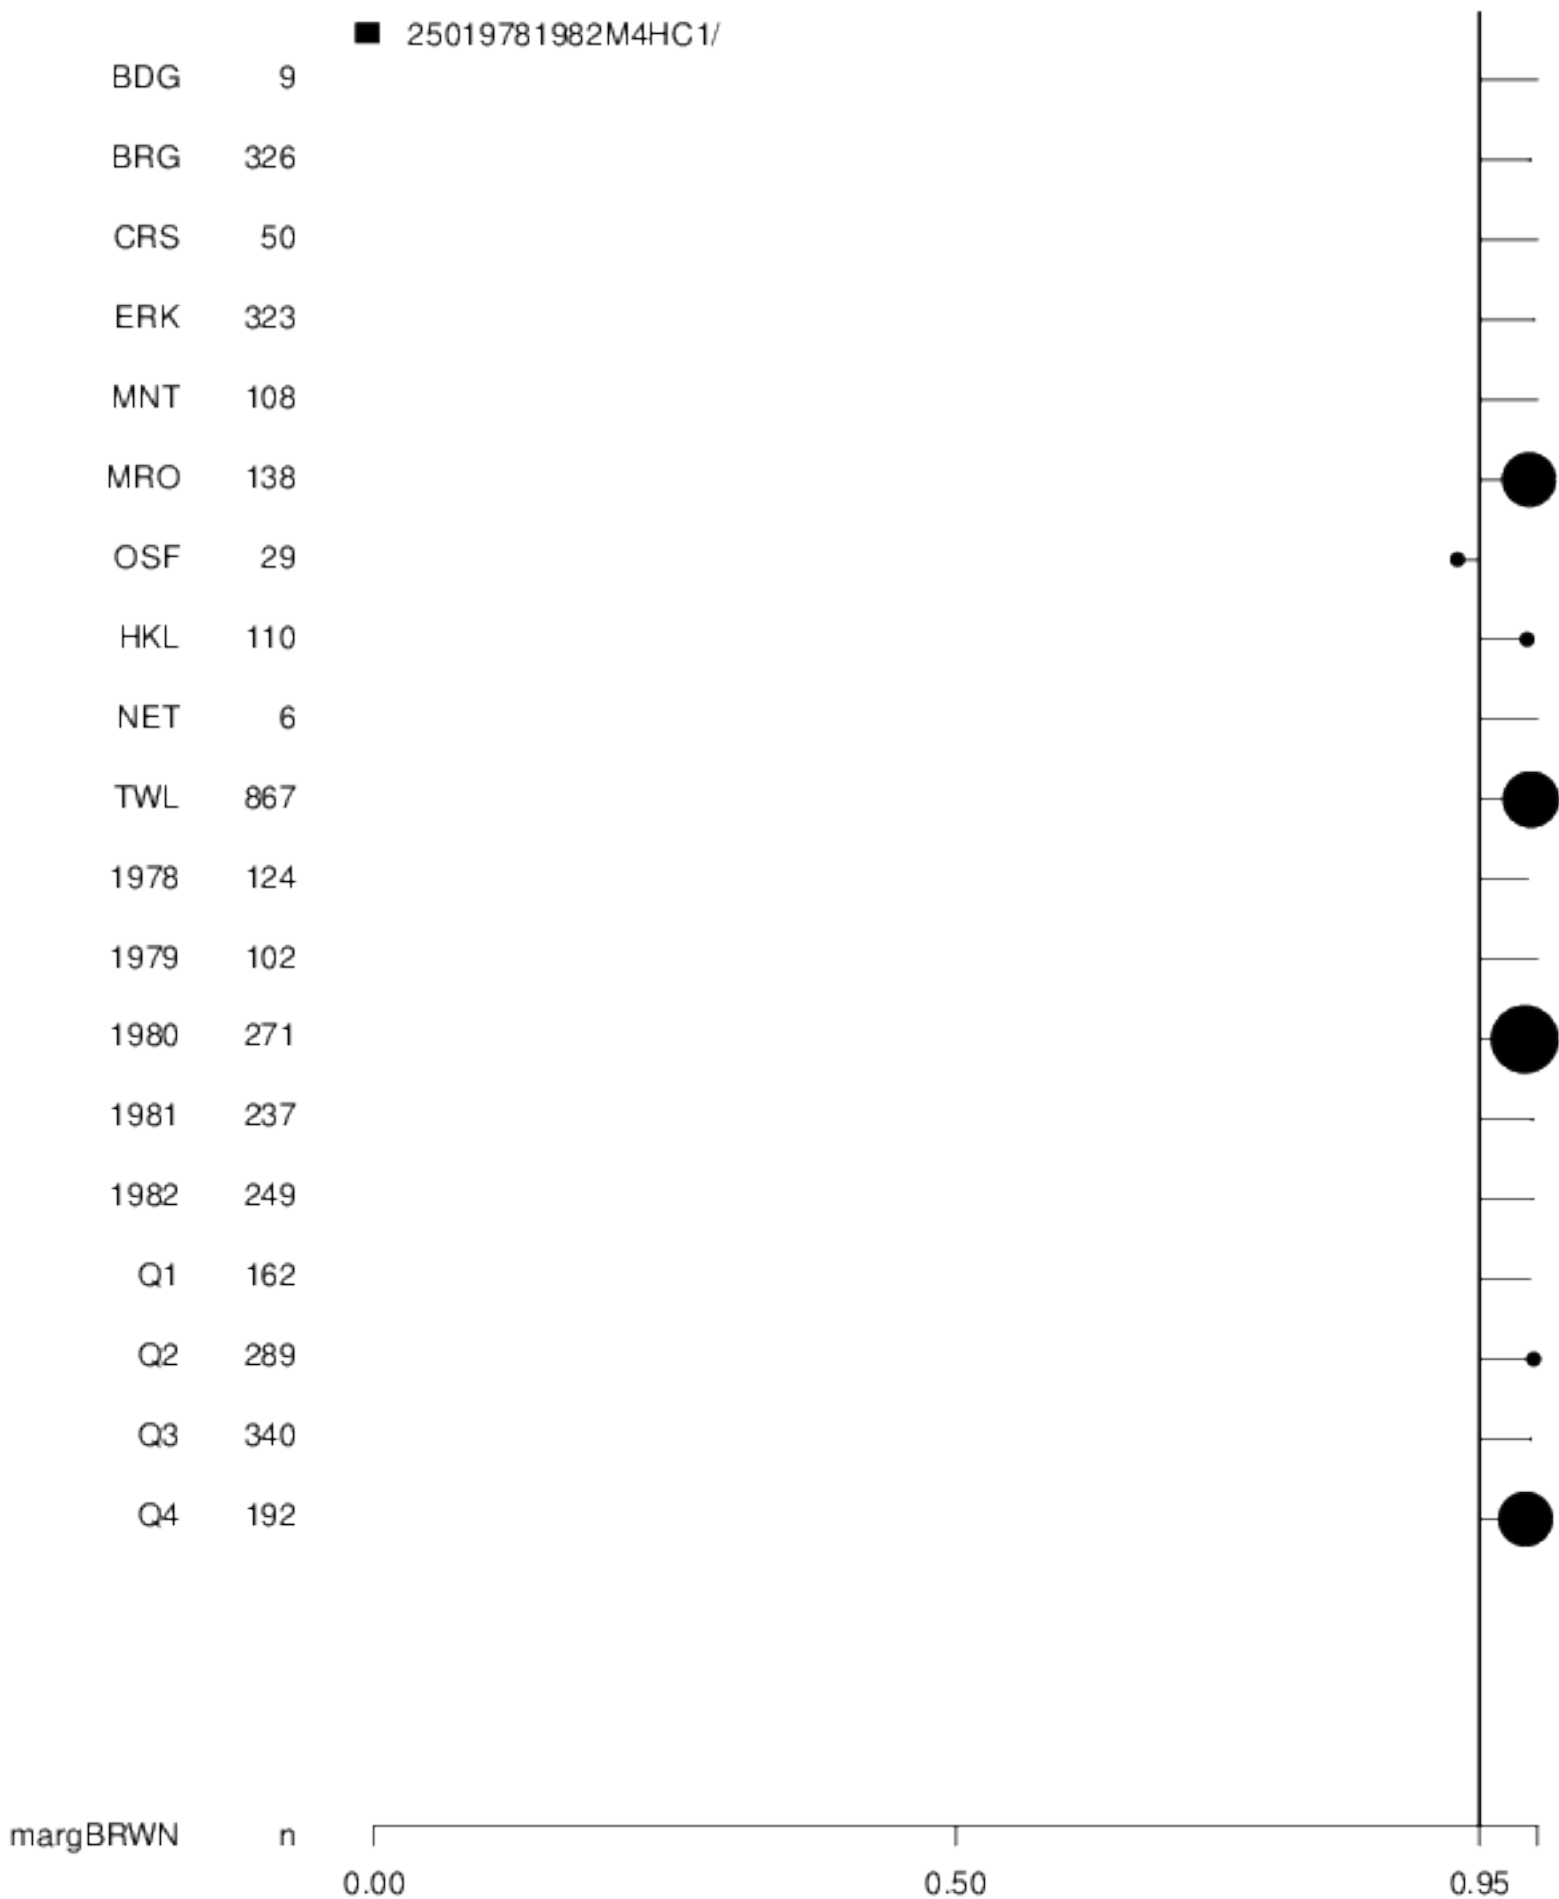 25019781982M4HC1/
BDG 9
BRG 326
CRS 50
ERK 323
MNT 108
MRO 138
OSF 29
HKL 110
NET 6
TWL 867
1978 124
1979 102
1980 271
1981 237
1982 249
Q1 162
Q2 289
Q3 340
Q4 192
margBRWN n
0.00 0.50 0.95